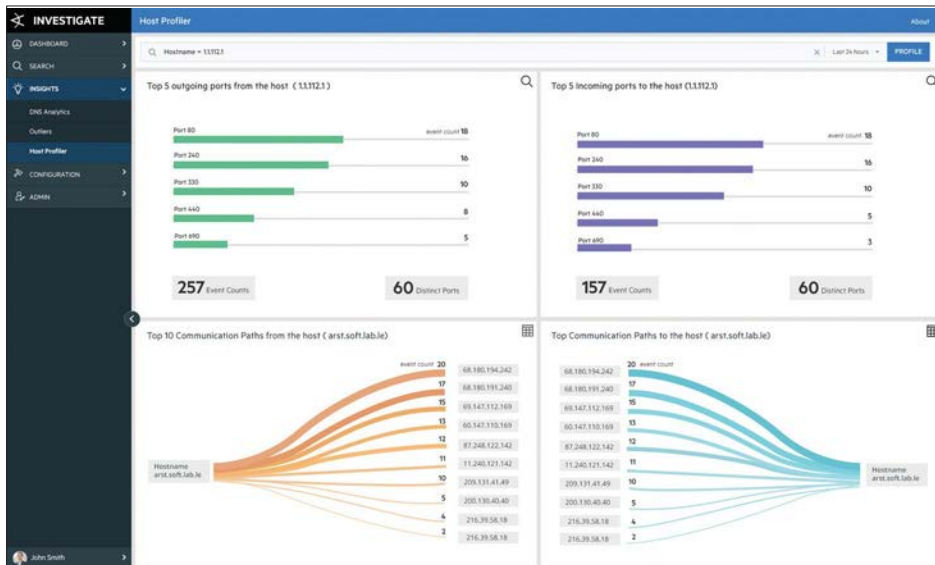 INVESTIGATE
Host Profiler
About
DASHBOARD
SEARCH
INSIGHTS
DNS Analytics
Outliers
Host Profiler
CONFIGURATION
ADMIN
John Smith
Hostname = 1.1.112.1
Last 24 hours
PROFILE
Top 5 outgoing ports from the host ( 1.1.112.1 )
Port 80 event count 18
Port 240 16
Port 330 10
Port 440 8
Port 690 5
257 Event Counts 60 Distinct Ports
Top 5 Incoming ports to the host (1.1.112.1)
Port 80 event count 18
Port 240 16
Port 330 10
Port 440 5
Port 690 3
157 Event Counts 60 Distinct Ports
Top 10 Communication Paths from the host ( arst.soft.lab.le)
Hostname
arst.soft.lab.le
event count 20 68.180.194.242
17 68.180.191.240
15 69.147.112.169
13 60.147.110.169
12 87.248.122.142
11 11.240.121.142
10 209.131.41.49
5 200.130.40.40
4 216.39.58.18
2 216.39.58.18
Top Communication Paths to the host ( arst.soft.lab.le)
68.180.194.242 20 event count
68.180.191.240 17
69.147.112.169 15
60.147.110.169 13
87.248.122.142 12
11.240.121.142 11
209.131.41.49 10
200.130.40.40 5
216.39.58.18 4
216.39.58.18 2
Hostname
arst.soft.lab.le